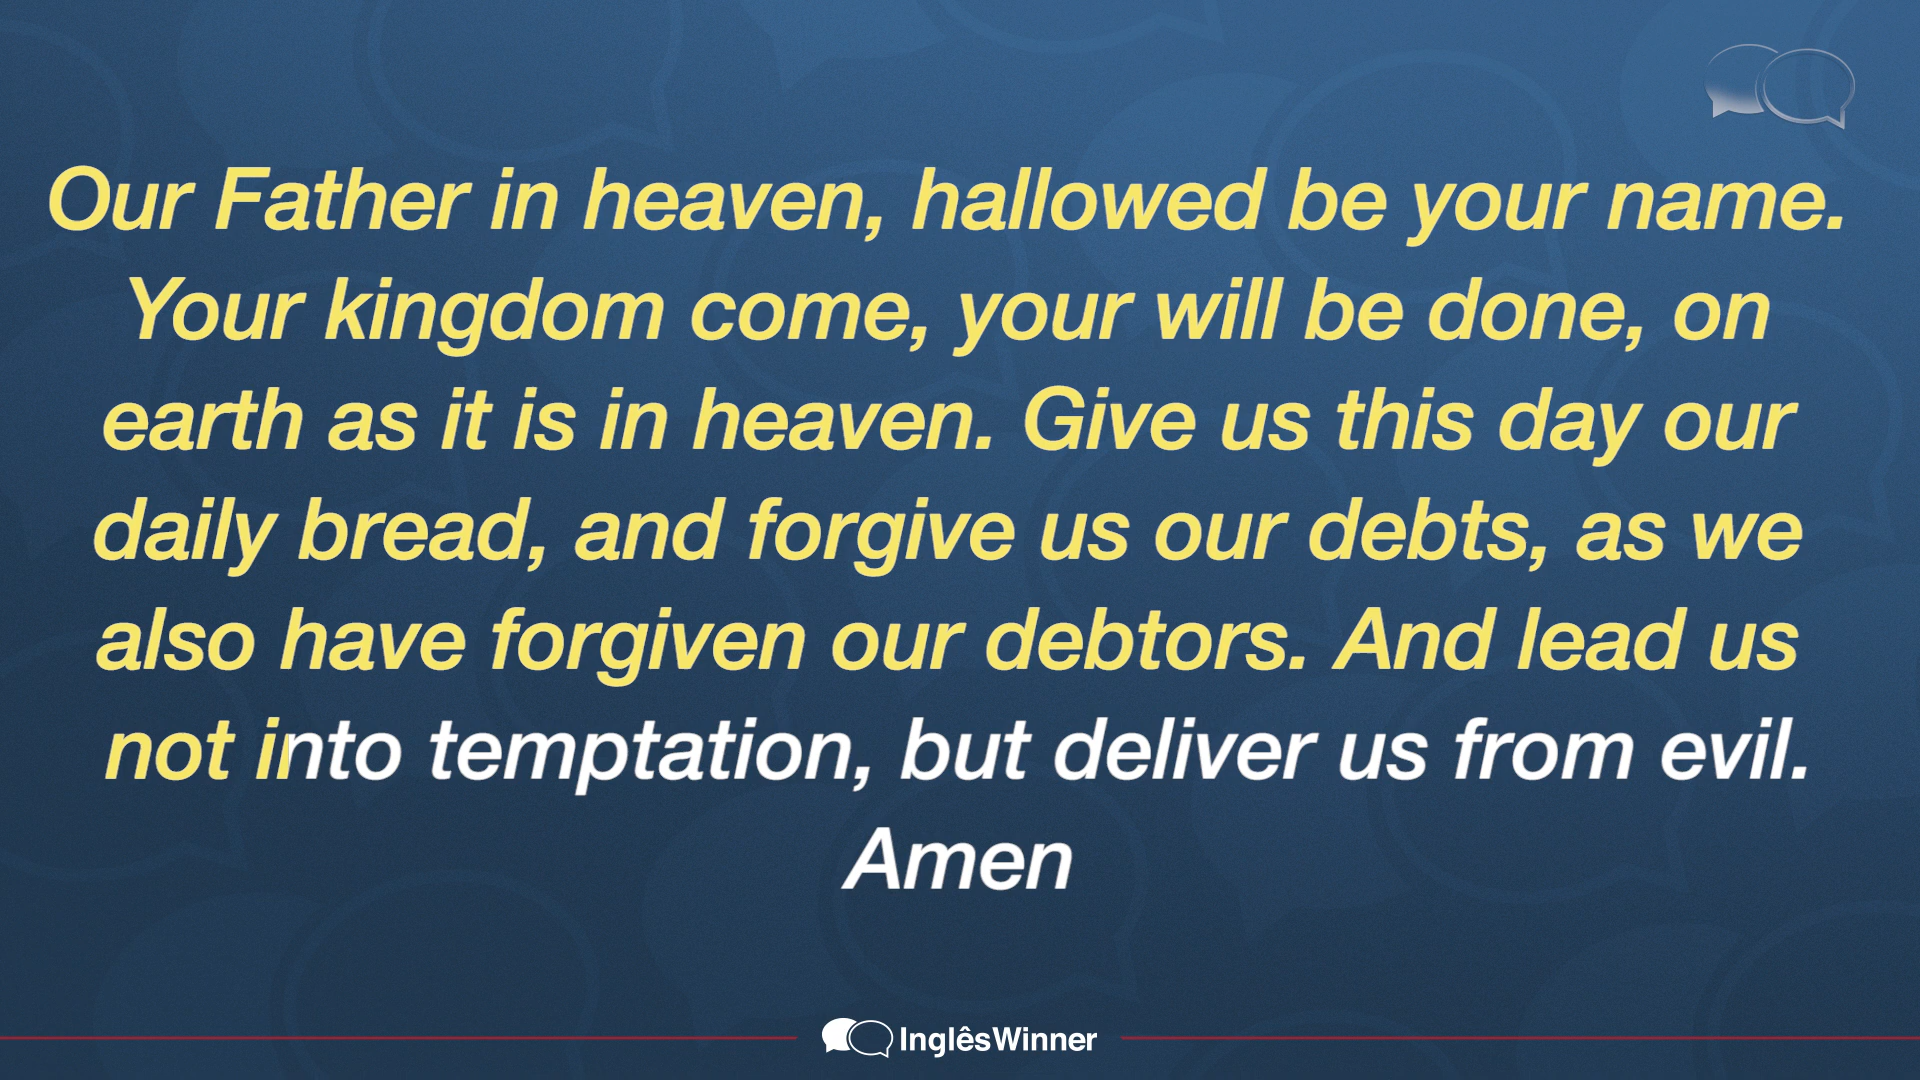 Our Father in heaven, hallowed be your name.
Your kingdom come, your will be done, on
earth as it is in heaven. Give us this day our
daily bread, and forgive us our debts, as we
also have forgiven our debtors. And lead us
not into temptation, but deliver us from evil.
Amen
InglêsWinner